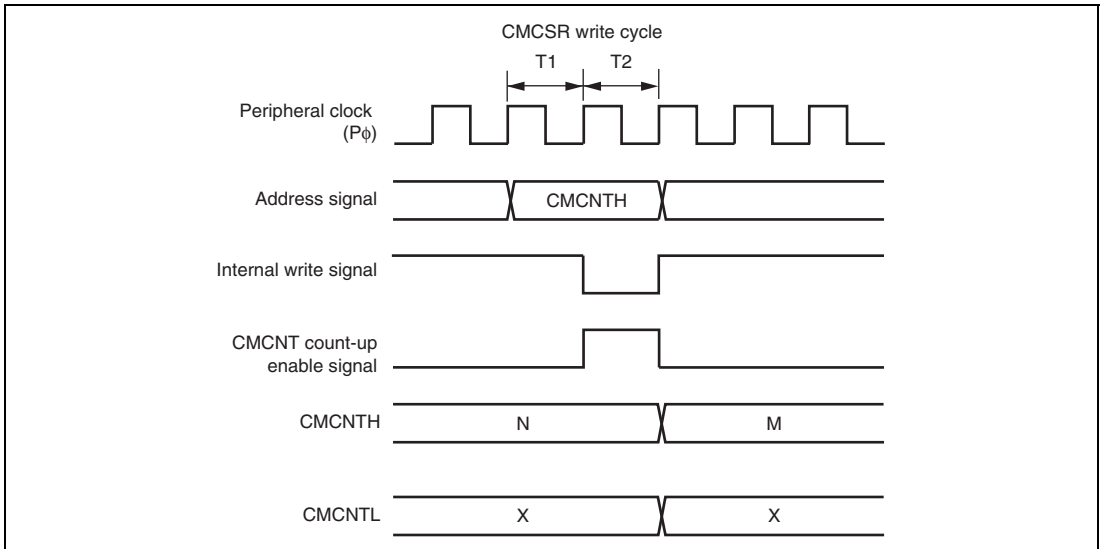 CMCSR write cycle
T1 T2
Peripheral clock
(Pϕ)
Address signal
CMCNTH
Internal write signal
CMCNT count-up
enable signal
CMCNTH N M
CMCNTL X X